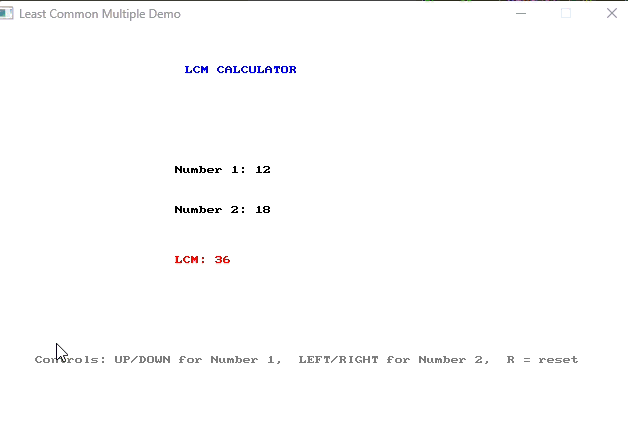 Least Common Multiple Demo
LCM CALCULATOR
Number 1: 12
Number 2: 18
LCM: 36
Controls: UP/DOWN for Number 1,  LEFT/RIGHT for Number 2,  R = reset